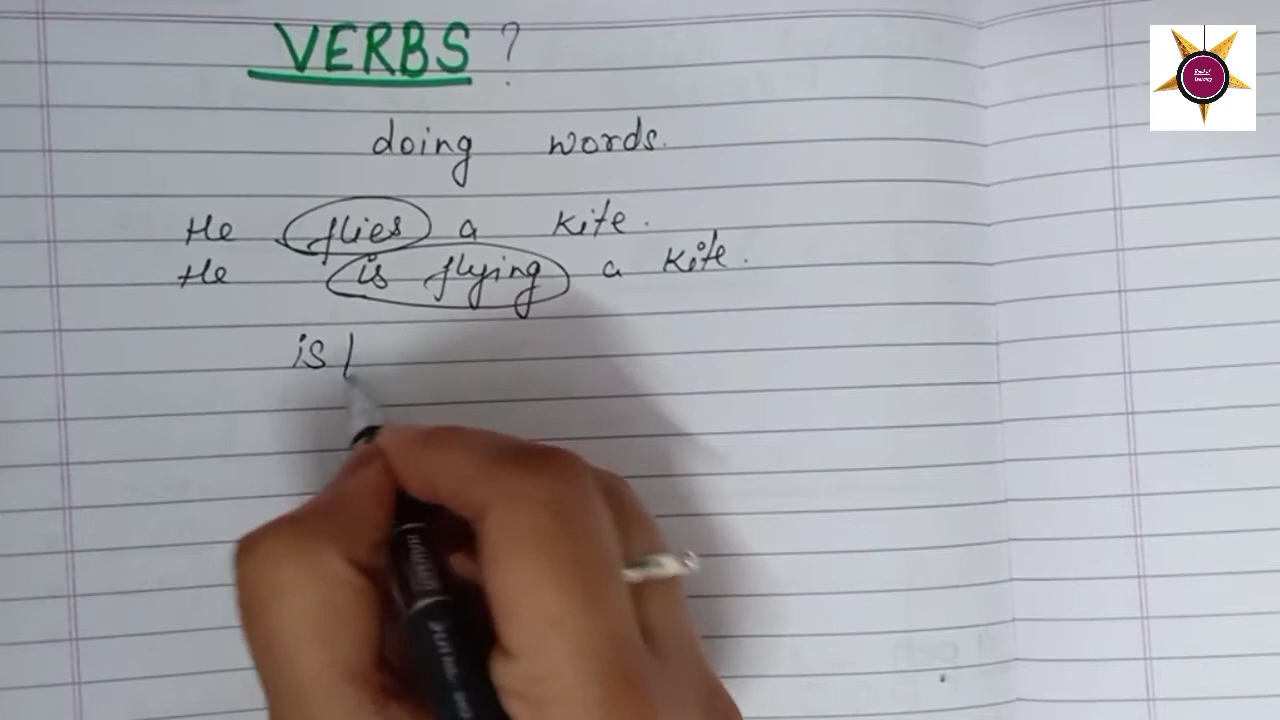 VERBS ?
doing words.
He flies a kite.
He is flying a kite.
is |